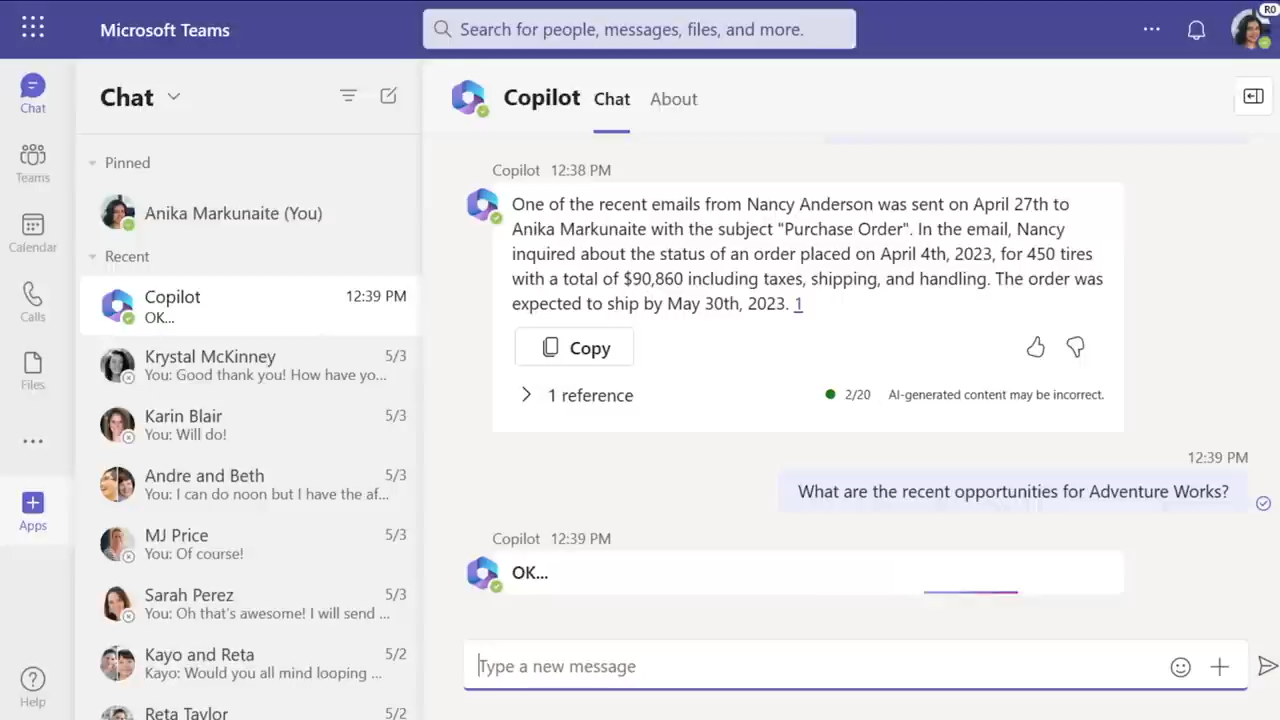 Microsoft Teams
Search for people, messages, files, and more.
R0
Chat
Teams
Calendar
Calls
Files
Apps
Help
Chat
Pinned
Anika Markunaite (You)
Recent
Copilot 12:39 PM
OK...
Krystal McKinney 5/3
You: Good thank you! How have yo...
Karin Blair 5/3
You: Will do!
Andre and Beth 5/3
You: I can do noon but I have the af...
MJ Price 5/3
You: Of course!
Sarah Perez 5/3
You: Oh that's awesome! I will send ...
Kayo and Reta 5/2
Kayo: Would you all mind looping ...
Reta Taylor 5/2
Copilot Chat About
Copilot 12:38 PM
One of the recent emails from Nancy Anderson was sent on April 27th to
Anika Markunaite with the subject "Purchase Order". In the email, Nancy
inquired about the status of an order placed on April 4th, 2023, for 450 tires
with a total of $90,860 including taxes, shipping, and handling. The order was
expected to ship by May 30th, 2023. 1
Copy
1 reference 2/20 AI-generated content may be incorrect.
12:39 PM
What are the recent opportunities for Adventure Works?
Copilot 12:39 PM
OK...
Type a new message